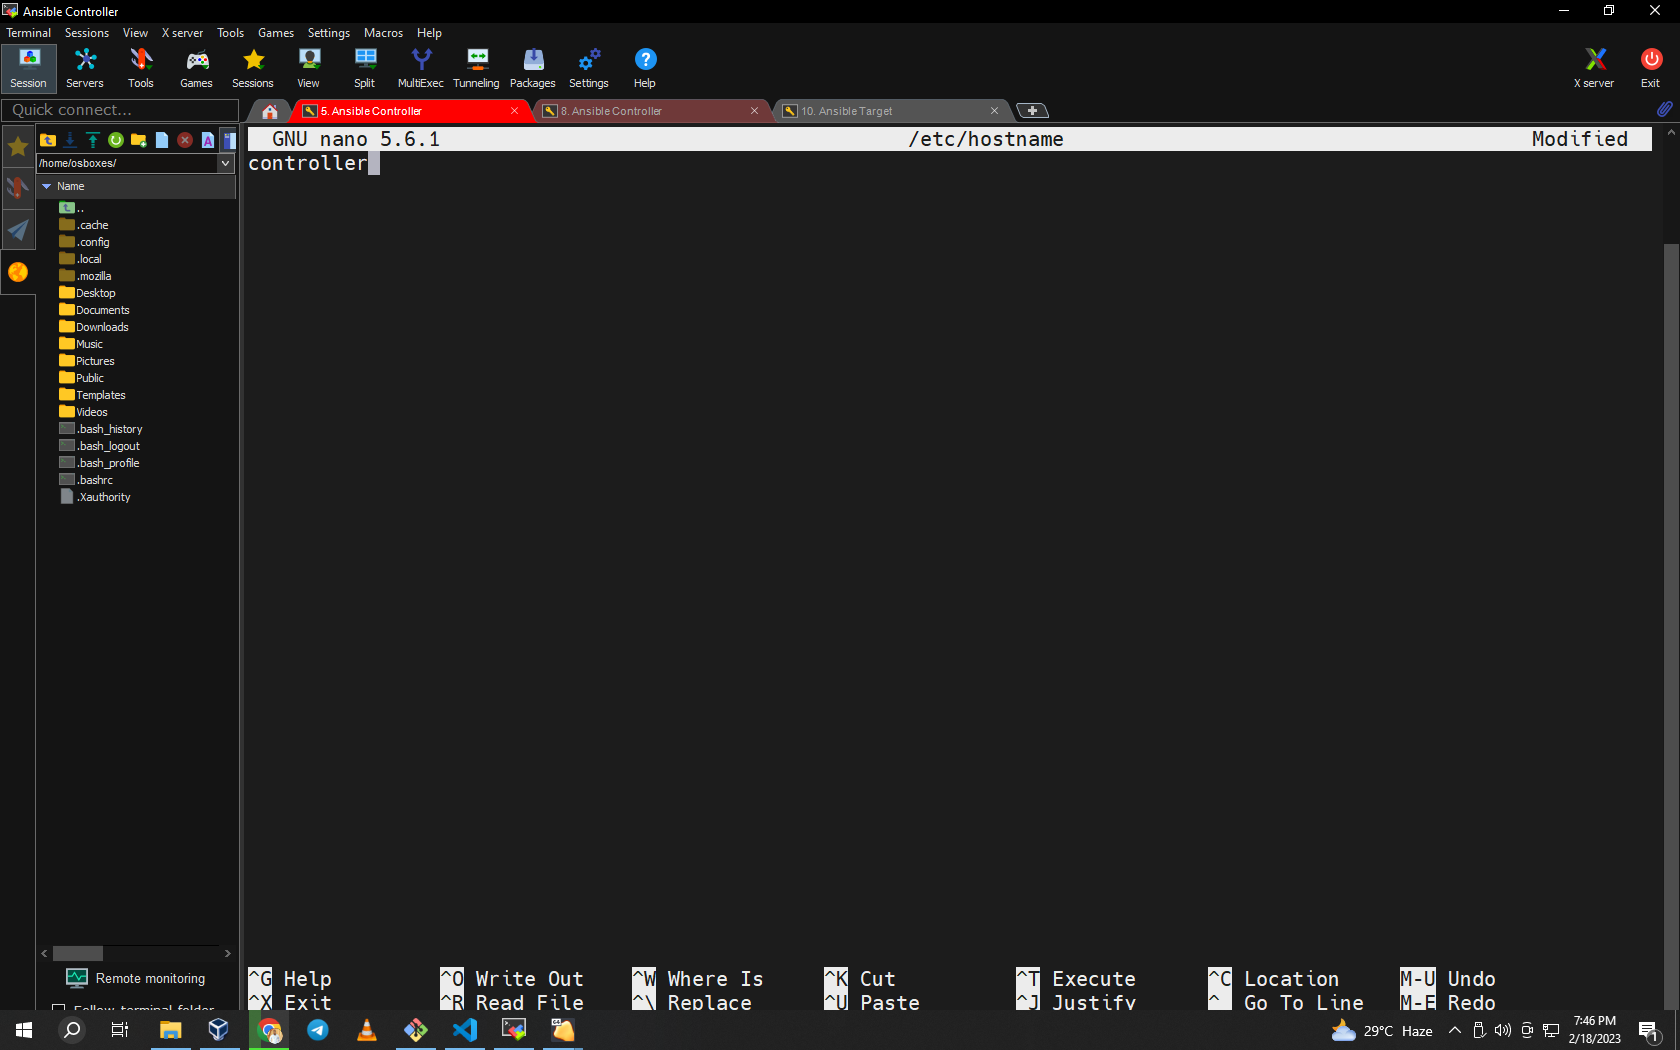 Ansible Controller
Terminal Sessions View X server Tools Games Settings Macros Help
Session Servers Tools Games Sessions View Split MultiExec Tunneling Packages Settings Help X server Exit
Quick connect...
5. Ansible Controller
8. Ansible Controller
10. Ansible Target
/home/osboxes/
Name
..
.cache
.config
.local
.mozilla
Desktop
Documents
Downloads
Music
Pictures
Public
Templates
Videos
.bash_history
.bash_logout
.bash_profile
.bashrc
.Xauthority
Remote monitoring
Follow terminal folder
GNU nano 5.6.1 /etc/hostname Modified
controller
^G Help ^O Write Out ^W Where Is ^K Cut ^T Execute ^C Location M-U Undo
^X Exit ^R Read File ^\ Replace ^U Paste ^J Justify ^ Go To Line M-E Redo
29°C Haze
7:46 PM
2/18/2023
1